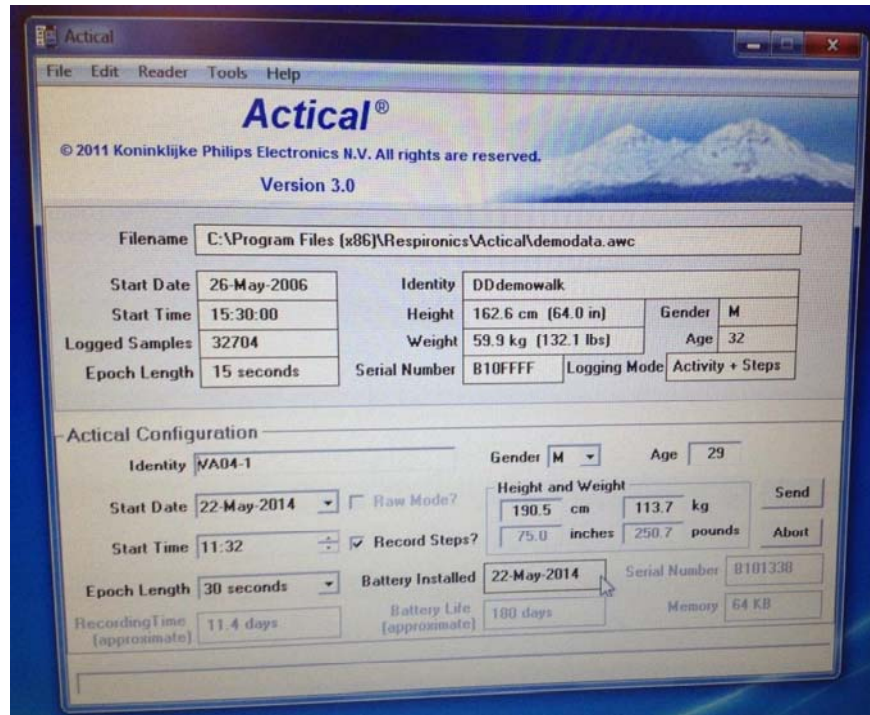 Actical
File Edit Reader Tools Help
Actical®
© 2011 Koninklijke Philips Electronics N.V. All rights are reserved.
Version 3.0
Filename C:\Program Files (x86)\Respironics\Actical\demodata.awc
Start Date 26-May-2006 Identity DDdemowalk
Start Time 15:30:00 Height 162.6 cm (64.0 in) Gender M
Logged Samples 32704 Weight 59.9 kg (132.1 lbs) Age 32
Epoch Length 15 seconds Serial Number B10FFFF Logging Mode Activity + Steps
Actical Configuration
Identity VA04-1 Gender M Age 29
Height and Weight
Start Date 22-May-2014 Raw Mode? 190.5 cm 113.7 kg Send
Start Time 11:32 Record Steps? 75.0 inches 250.7 pounds Abort
Epoch Length 30 seconds Battery Installed 22-May-2014 Serial Number B101338
RecordingTime (approximate) 11.4 days Battery Life (approximate) 180 days Memory 64 KB